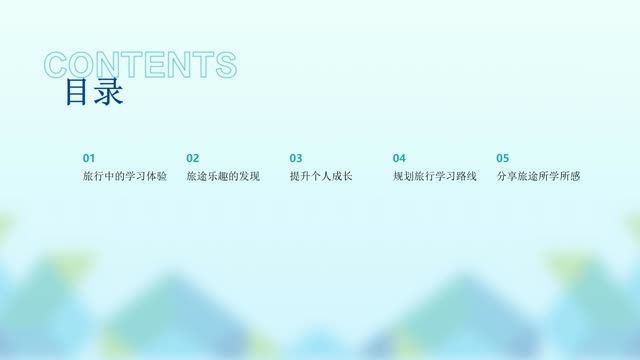 CONTENTS
目录
01
旅行中的学习体验
02
旅途乐趣的发现
03
提升个人成长
04
规划旅行学习路线
05
分享旅途所学所感